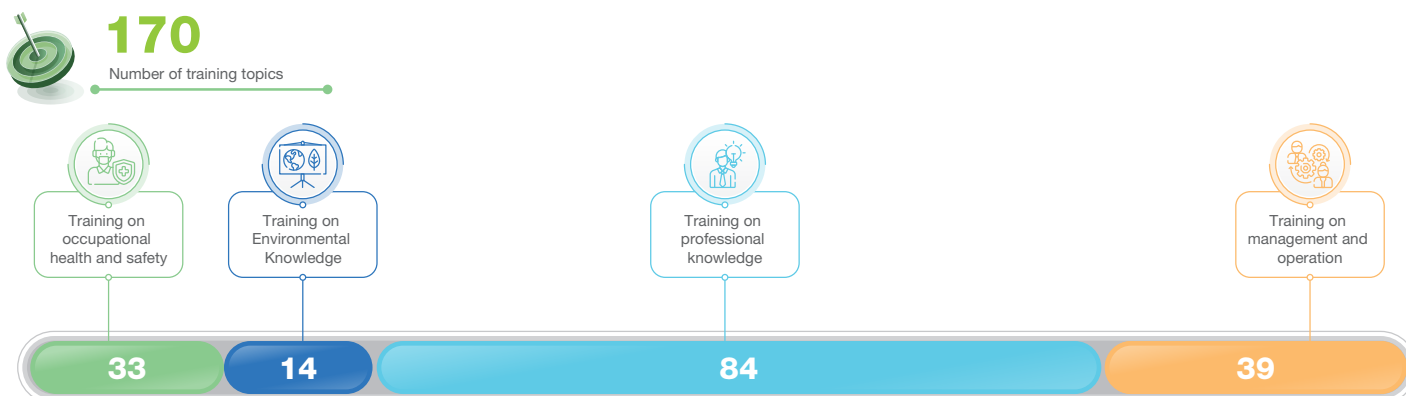 170
Number of training topics
Training on
occupational
health and safety
Training on
Environmental
Knowledge
Training on
professional
knowledge
Training on
management and
operation
33
14
84
39